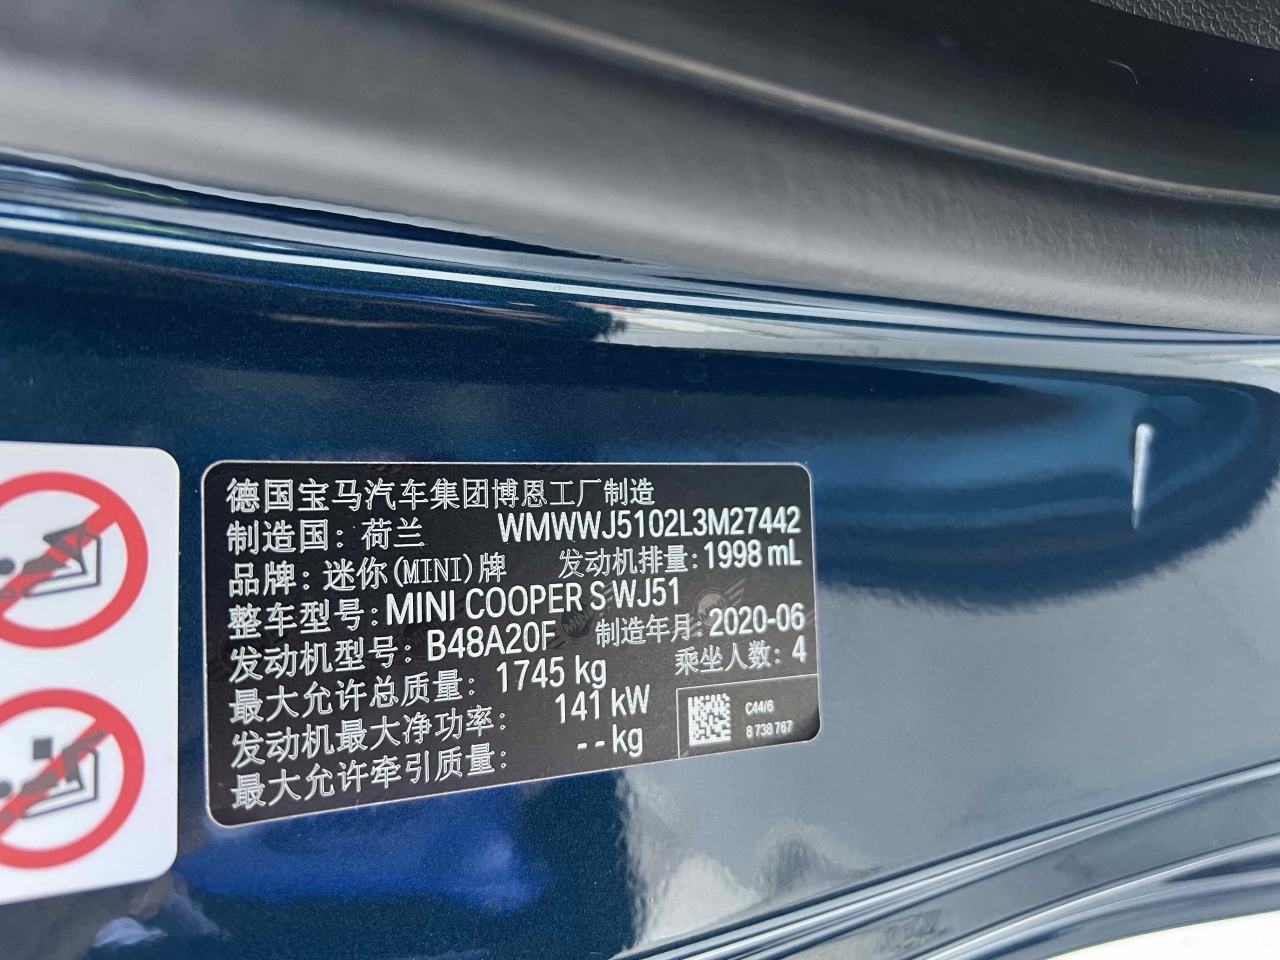 德国宝马汽车集团博恩工厂制造
制造国: 荷兰 WMWWJ5102L3M27442
品牌: 迷你(MINI)牌 发动机排量: 1998 mL
整车型号: MINI COOPER S WJ51
发动机型号: B48A20F 制造年月: 2020-06
最大允许总质量: 1745 kg 乘坐人数: 4
发动机最大净功率: 141 kW
最大允许牵引质量: -- kg
C44/6
8 738 767